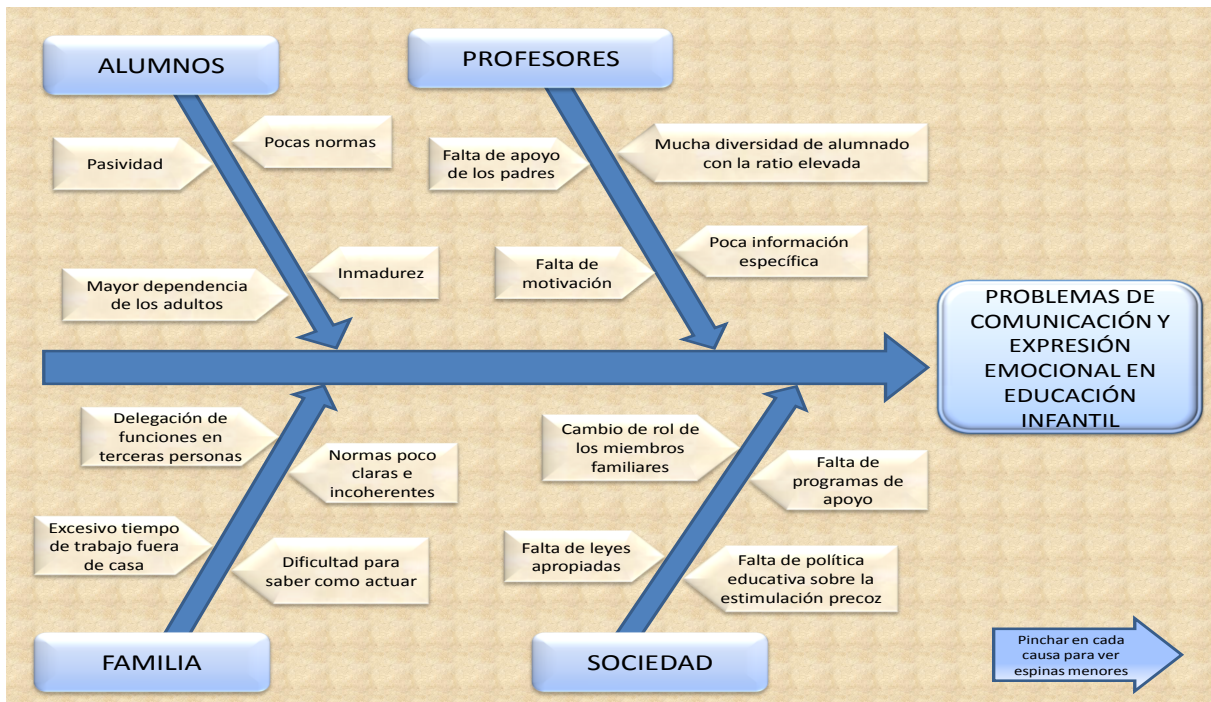 ALUMNOS
PROFESORES
Pasividad
Pocas normas
Falta de apoyo
de los padres
Mucha diversidad de alumnado
con la ratio elevada
Mayor dependencia
de los adultos
Inmadurez
Falta de
motivación
Poca información
específica
PROBLEMAS DE
COMUNICACIÓN Y
EXPRESIÓN
EMOCIONAL EN
EDUCACIÓN
INFANTIL
Delegación de
funciones en
terceras personas
Normas poco
claras e
incoherentes
Cambio de rol de
los miembros
familiares
Falta de
programas de
apoyo
Excesivo tiempo
de trabajo fuera
de casa
Dificultad para
saber como actuar
Falta de leyes
apropiadas
Falta de política
educativa sobre la
estimulación precoz
FAMILIA
SOCIEDAD
Pinchar en cada
causa para ver
espinas menores